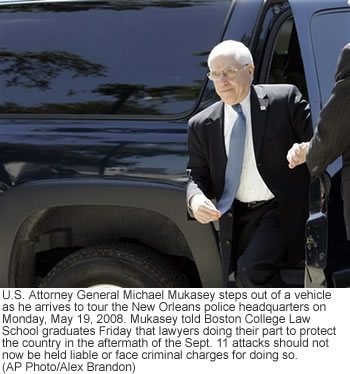 U.S. Attorney General Michael Mukasey steps out of a vehicle
as he arrives to tour the New Orleans police headquarters on
Monday, May 19, 2008. Mukasey told Boston College Law
School graduates Friday that lawyers doing their part to protect
the country in the aftermath of the Sept. 11 attacks should not
now be held liable or face criminal charges for doing so.
(AP Photo/Alex Brandon)